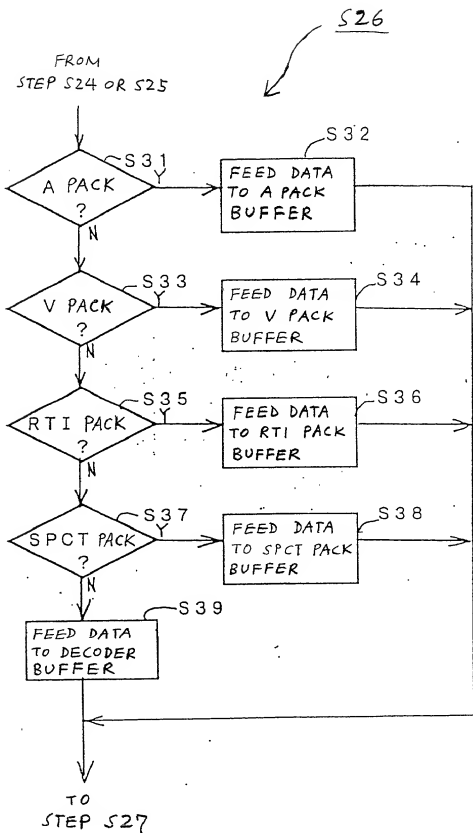 S26
FROM
STEP S24 OR S25
S31
A PACK
?
Y
N
S32
FEED DATA
TO A PACK
BUFFER
S33
V PACK
?
Y
N
S34
FEED DATA
TO V PACK
BUFFER
S35
RTI PACK
?
Y
N
S36
FEED DATA
TO RTI PACK
BUFFER
S37
SPCT PACK
?
Y
N
S38
FEED DATA
TO SPCT PACK
BUFFER
S39
FEED DATA
TO DECODER
BUFFER
TO
STEP S27